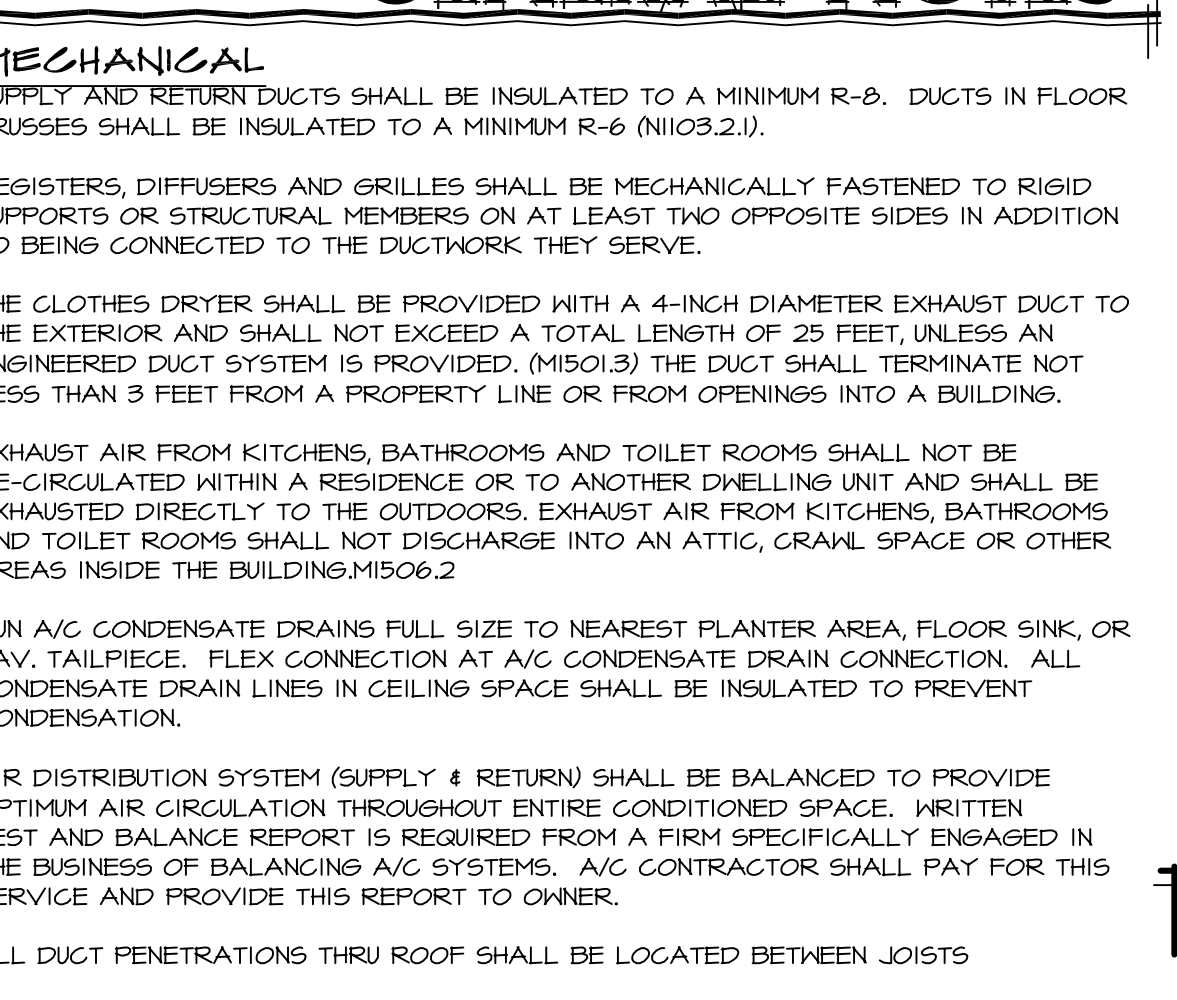 MECHANICAL
UPPLY AND RETURN DUCTS SHALL BE INSULATED TO A MINIMUM R-8. DUCTS IN FLOOR
RUSSES SHALL BE INSULATED TO A MINIMUM R-6 (N1103.2.1).
EGISTERS, DIFFUSERS AND GRILLES SHALL BE MECHANICALLY FASTENED TO RIGID
UPPORTS OR STRUCTURAL MEMBERS ON AT LEAST TWO OPPOSITE SIDES IN ADDITION
O BEING CONNECTED TO THE DUCTWORK THEY SERVE.
HE CLOTHES DRYER SHALL BE PROVIDED WITH A 4-INCH DIAMETER EXHAUST DUCT TO
HE EXTERIOR AND SHALL NOT EXCEED A TOTAL LENGTH OF 25 FEET, UNLESS AN
NGINEERED DUCT SYSTEM IS PROVIDED. (M1501.3) THE DUCT SHALL TERMINATE NOT
ESS THAN 3 FEET FROM A PROPERTY LINE OR FROM OPENINGS INTO A BUILDING.
XHAUST AIR FROM KITCHENS, BATHROOMS AND TOILET ROOMS SHALL NOT BE
E-CIRCULATED WITHIN A RESIDENCE OR TO ANOTHER DWELLING UNIT AND SHALL BE
XHAUSTED DIRECTLY TO THE OUTDOORS. EXHAUST AIR FROM KITCHENS, BATHROOMS
ND TOILET ROOMS SHALL NOT DISCHARGE INTO AN ATTIC, CRAWL SPACE OR OTHER
REAS INSIDE THE BUILDING.M1506.2
UN A/C CONDENSATE DRAINS FULL SIZE TO NEAREST PLANTER AREA, FLOOR SINK, OR
AV. TAILPIECE. FLEX CONNECTION AT A/C CONDENSATE DRAIN CONNECTION. ALL
ONDENSATE DRAIN LINES IN CEILING SPACE SHALL BE INSULATED TO PREVENT
ONDENSATION.
IR DISTRIBUTION SYSTEM (SUPPLY & RETURN) SHALL BE BALANCED TO PROVIDE
PTIMUM AIR CIRCULATION THROUGHOUT ENTIRE CONDITIONED SPACE. WRITTEN
EST AND BALANCE REPORT IS REQUIRED FROM A FIRM SPECIFICALLY ENGAGED IN
HE BUSINESS OF BALANCING A/C SYSTEMS. A/C CONTRACTOR SHALL PAY FOR THIS
ERVICE AND PROVIDE THIS REPORT TO OWNER.
LL DUCT PENETRATIONS THRU ROOF SHALL BE LOCATED BETWEEN JOISTS